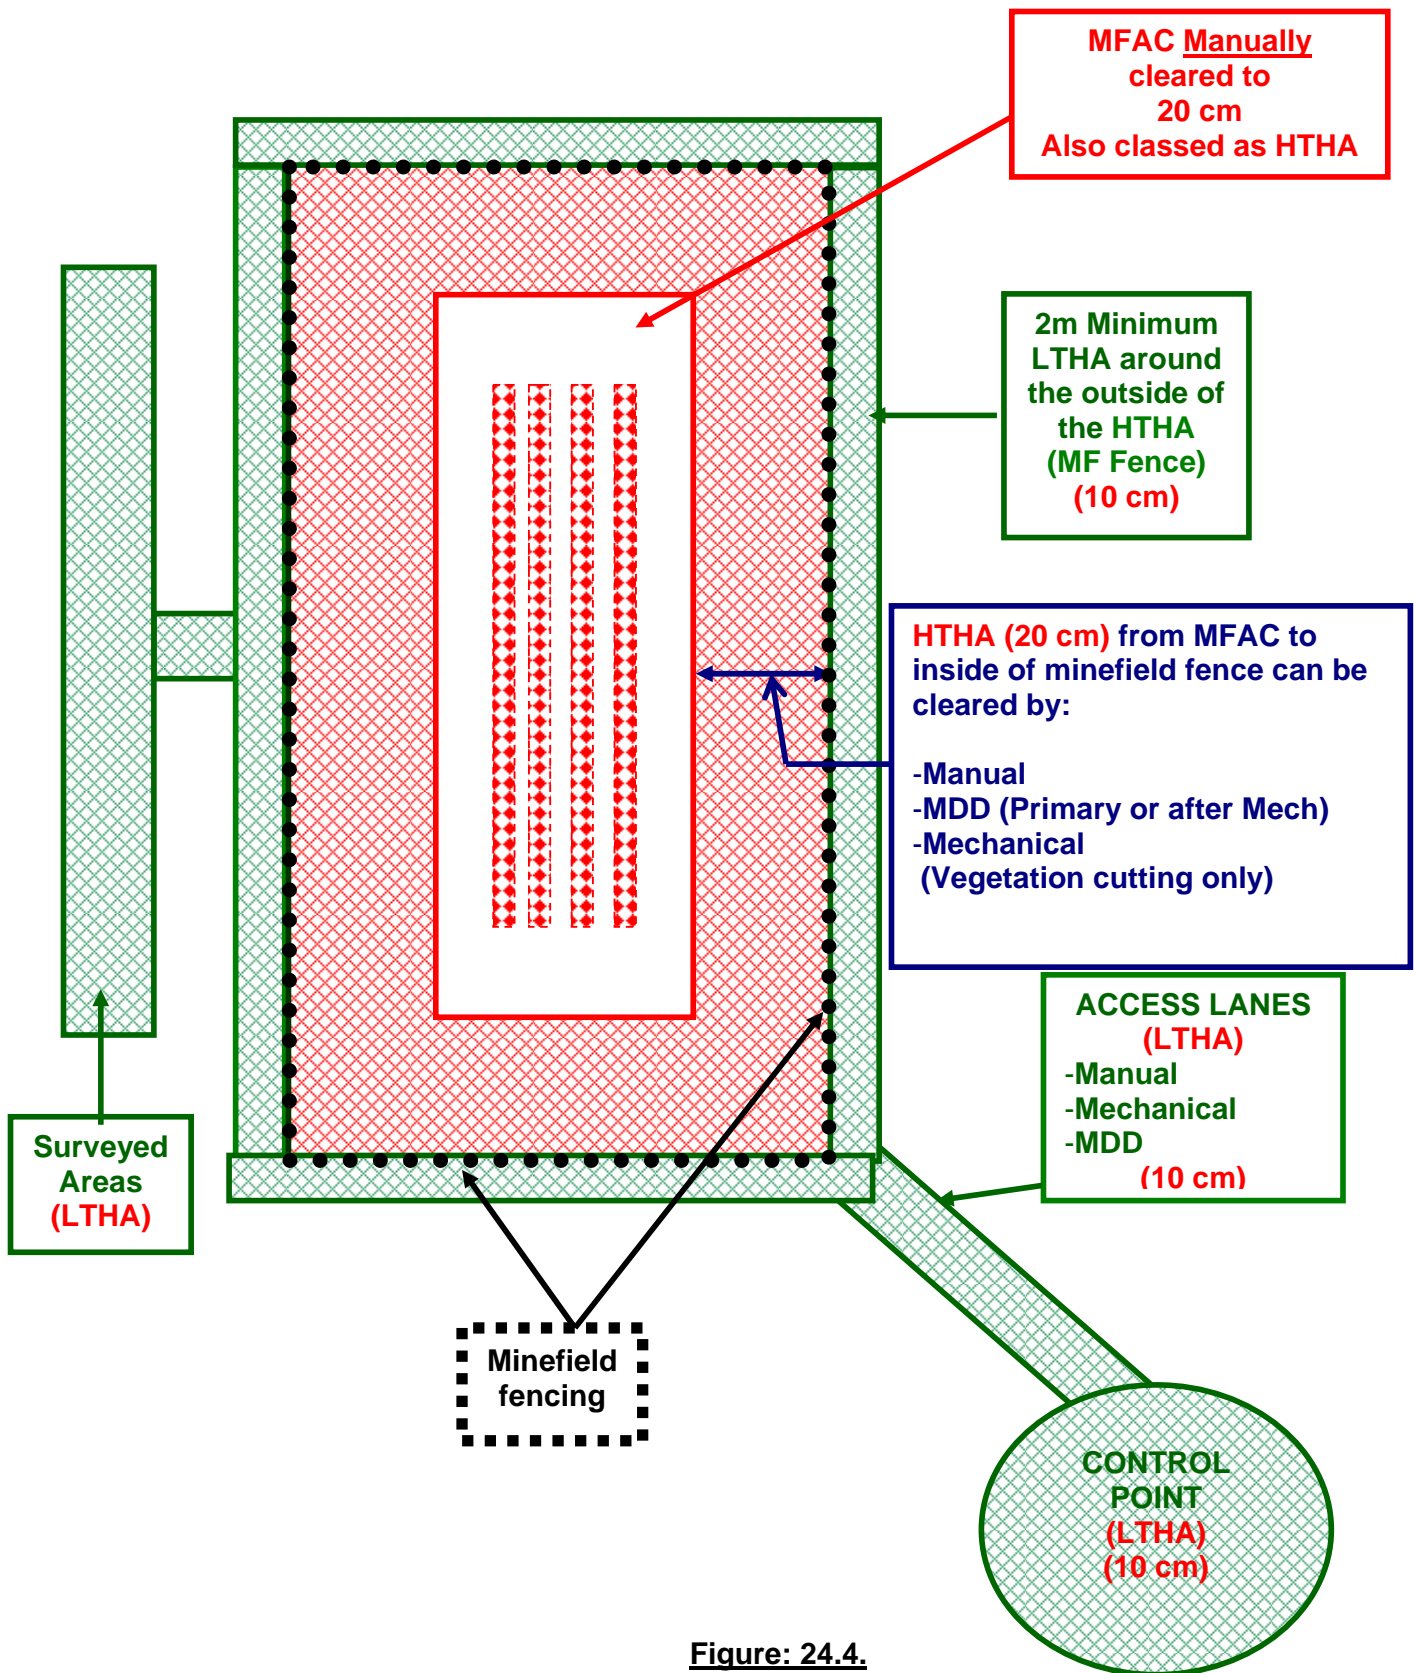 MFAC Manually
cleared to
20 cm
Also classed as HTHA
2m Minimum
LTHA around
the outside of
the HTHA
(MF Fence)
(10 cm)
HTHA (20 cm) from MFAC to
inside of minefield fence can be
cleared by:
-Manual
-MDD (Primary or after Mech)
-Mechanical
(Vegetation cutting only)
ACCESS LANES
(LTHA)
-Manual
-Mechanical
-MDD
(10 cm)
Surveyed
Areas
(LTHA)
Minefield
fencing
CONTROL
POINT
(LTHA)
(10 cm)
Figure: 24.4.